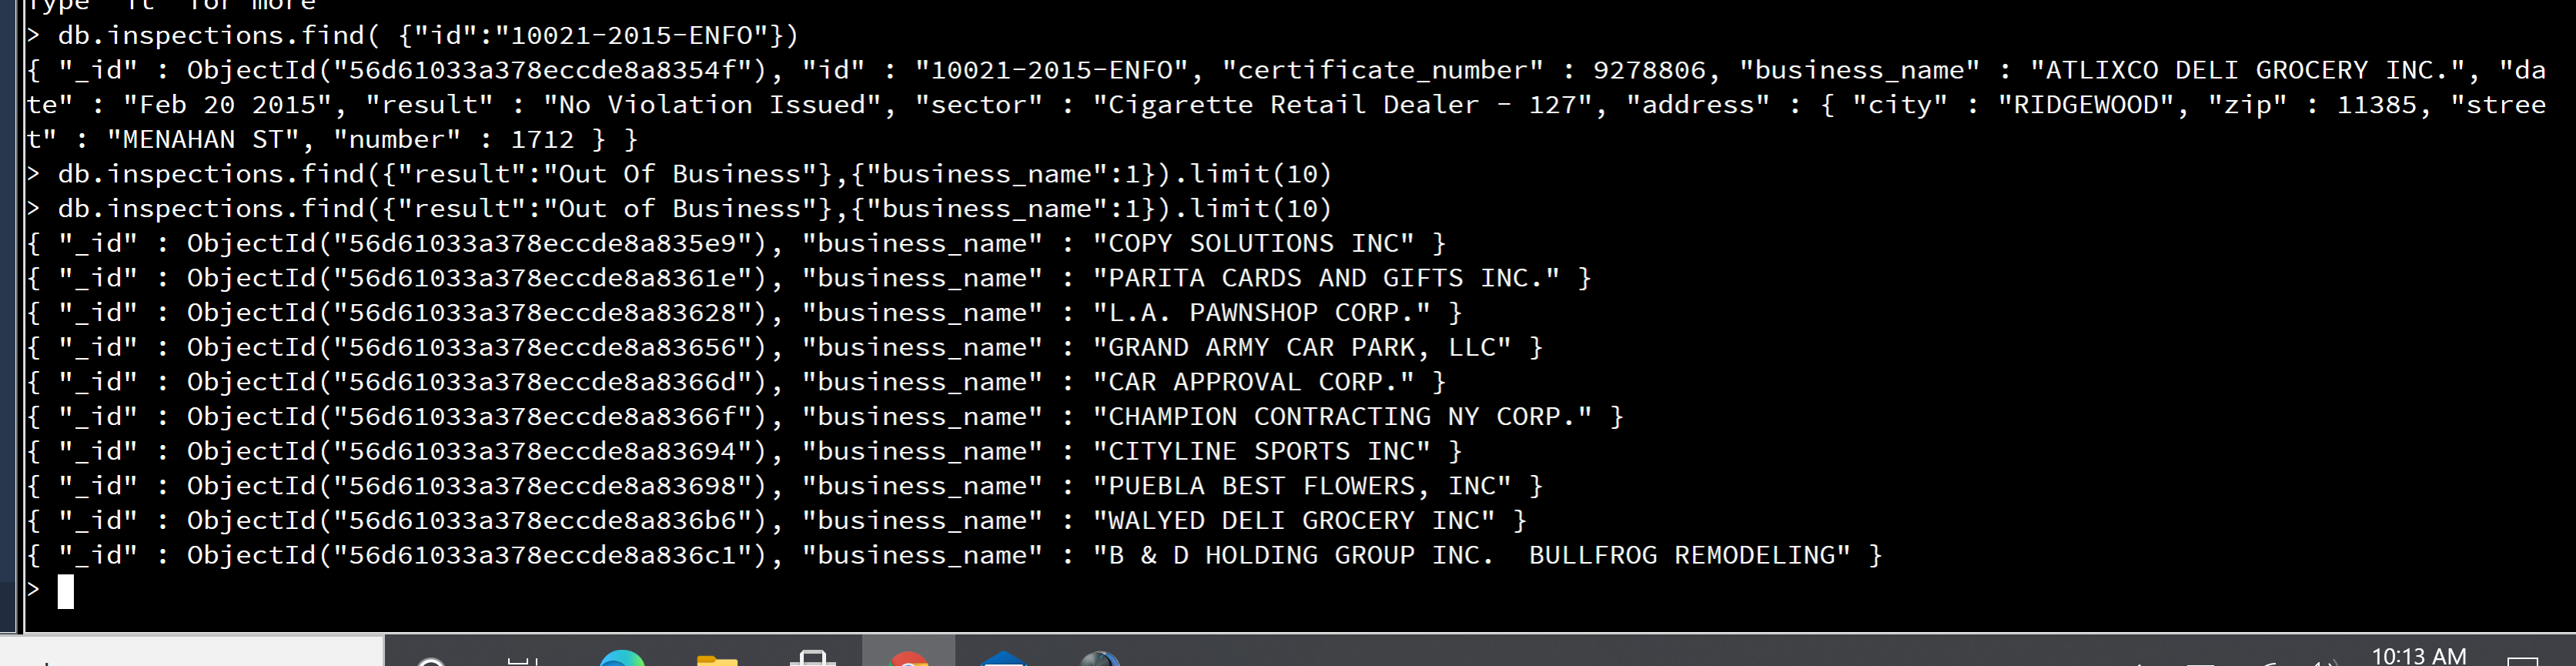 Type "it" for more
> db.inspections.find( {"id":"10021-2015-ENFO"})
{ "_id" : ObjectId("56d61033a378eccde8a8354f"), "id" : "10021-2015-ENFO", "certificate_number" : 9278806, "business_name" : "ATLIXCO DELI GROCERY INC.", "da
te" : "Feb 20 2015", "result" : "No Violation Issued", "sector" : "Cigarette Retail Dealer - 127", "address" : { "city" : "RIDGEWOOD", "zip" : 11385, "stree
t" : "MENAHAN ST", "number" : 1712 } }
> db.inspections.find({"result":"Out Of Business"},{"business_name":1}).limit(10)
> db.inspections.find({"result":"Out of Business"},{"business_name":1}).limit(10)
{ "_id" : ObjectId("56d61033a378eccde8a835e9"), "business_name" : "COPY SOLUTIONS INC" }
{ "_id" : ObjectId("56d61033a378eccde8a8361e"), "business_name" : "PARITA CARDS AND GIFTS INC." }
{ "_id" : ObjectId("56d61033a378eccde8a83628"), "business_name" : "L.A. PAWNSHOP CORP." }
{ "_id" : ObjectId("56d61033a378eccde8a83656"), "business_name" : "GRAND ARMY CAR PARK, LLC" }
{ "_id" : ObjectId("56d61033a378eccde8a8366d"), "business_name" : "CAR APPROVAL CORP." }
{ "_id" : ObjectId("56d61033a378eccde8a8366f"), "business_name" : "CHAMPION CONTRACTING NY CORP." }
{ "_id" : ObjectId("56d61033a378eccde8a83694"), "business_name" : "CITYLINE SPORTS INC" }
{ "_id" : ObjectId("56d61033a378eccde8a83698"), "business_name" : "PUEBLA BEST FLOWERS, INC" }
{ "_id" : ObjectId("56d61033a378eccde8a836b6"), "business_name" : "WALYED DELI GROCERY INC" }
{ "_id" : ObjectId("56d61033a378eccde8a836c1"), "business_name" : "B & D HOLDING GROUP INC.  BULLFROG REMODELING" }
>
10:13 AM